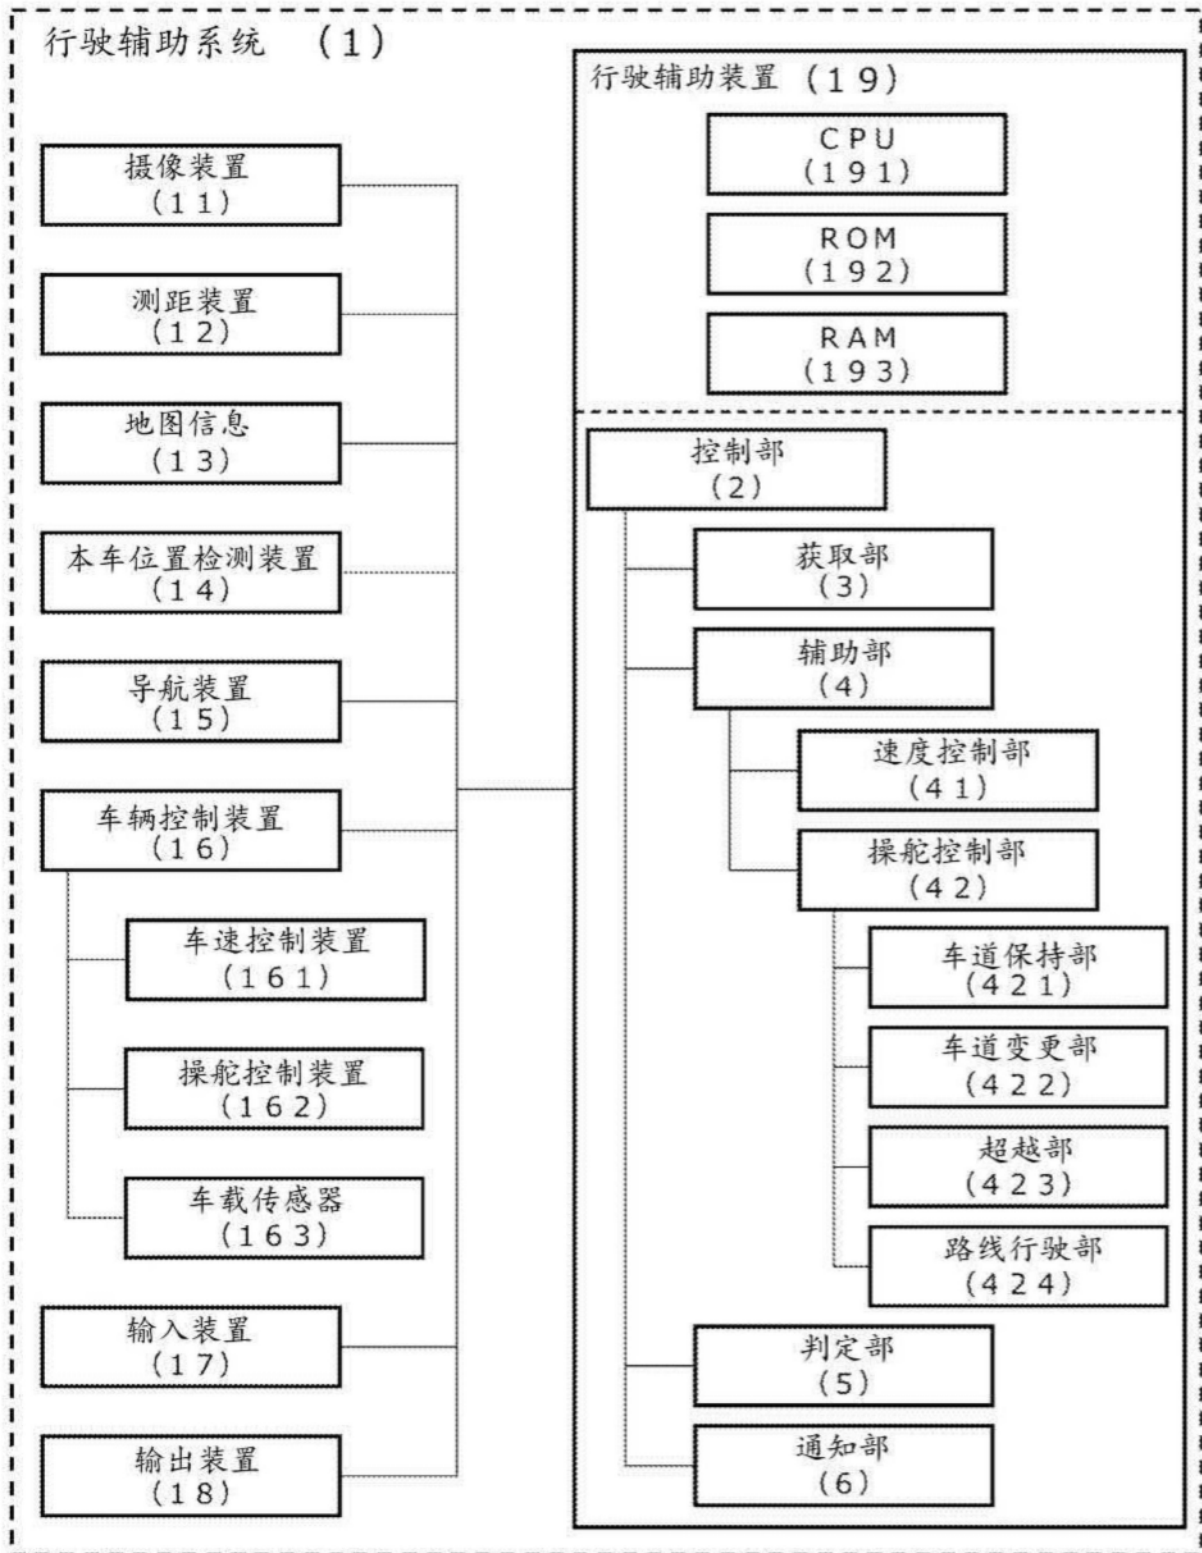 行驶辅助系统 (1)
摄像装置
(11)
测距装置
(12)
地图信息
(13)
本车位置检测装置
(14)
导航装置
(15)
车辆控制装置
(16)
车速控制装置
(161)
操舵控制装置
(162)
车载传感器
(163)
输入装置
(17)
输出装置
(18)
行驶辅助装置 (19)
CPU
(191)
ROM
(192)
RAM
(193)
控制部
(2)
获取部
(3)
辅助部
(4)
速度控制部
(41)
操舵控制部
(42)
车道保持部
(421)
车道变更部
(422)
超越部
(423)
路线行驶部
(424)
判定部
(5)
通知部
(6)